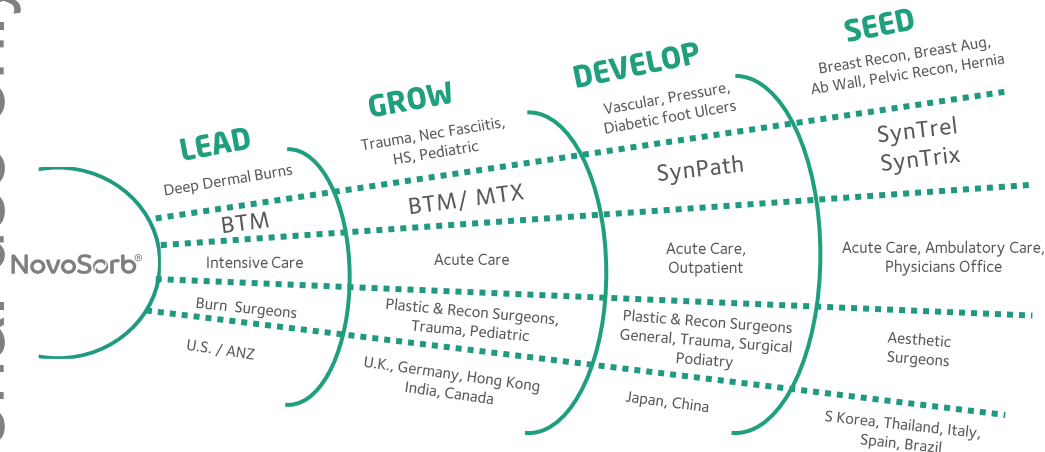 NovoSorb®
LEAD
Deep Dermal Burns
BTM
Intensive Care
Burn Surgeons
U.S. / ANZ
GROW
Trauma, Nec Fasciitis,
HS, Pediatric
BTM/ MTX
Acute Care
Plastic & Recon Surgeons,
Trauma, Pediatric
U.K., Germany, Hong Kong
India, Canada
DEVELOP
Vascular, Pressure,
Diabetic foot Ulcers
SynPath
Acute Care,
Outpatient
Plastic & Recon Surgeons
General, Trauma, Surgical
Podiatry
Japan, China
SEED
Breast Recon, Breast Aug,
Ab Wall, Pelvic Recon, Hernia
SynTrel
SynTrix
Acute Care, Ambulatory Care,
Physicians Office
Aesthetic
Surgeons
S Korea, Thailand, Italy,
Spain, Brazil